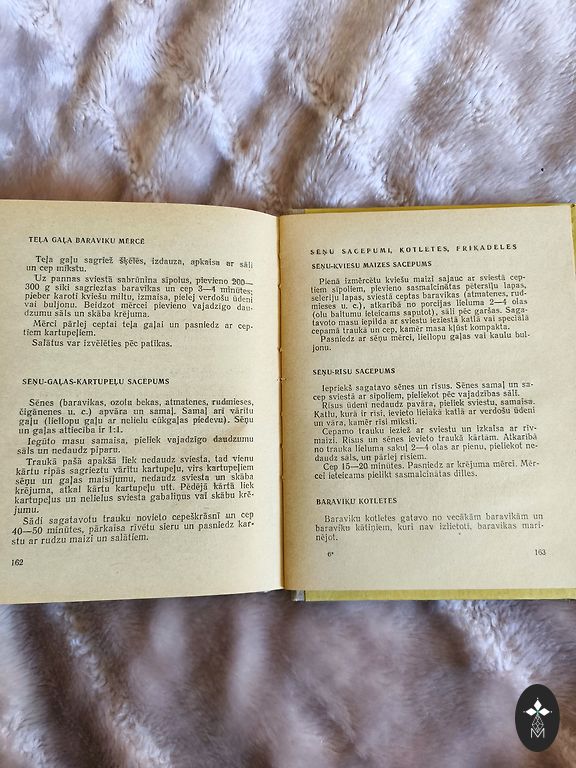 TEĻA GAĻA BARAVIKU MĒRCĒ
Teļa gaļu sagriež šķēlēs, izdauza, apkaisa ar sāli
un cep mīkstu.
Uz pannas sviestā sabrūnina sīpolus, pievieno 200—
300 g sīki sagrieztas baravikas un cep 3—4 minūtes;
pieber karoti kviešu miltu, izmaisa, pielej verdošu ūdeni
vai buljonu. Beidzot mērcei pievieno vajadzīgo dau-
dzumu sāls un skāba krējuma.
Mērci pārlej ceptai teļa gaļai un pasniedz ar cep-
tiem kartupeļiem.
Salātus var izvēlēties pēc patikas.
SĒŅU-GAĻAS-KARTUPEĻU SACEPUMS
Sēnes (baravikas, ozolu bekas, atmatenes, rudmieses,
čigānenes u. c.) apvāra un samaļ. Samaļ arī vārītu
gaļu (liellopu gaļu ar nelielu cūkgaļas piedevu). Sēņu
un gaļas attiecība ir 1:1.
Iegūto masu samaisa, pieliek vajadzīgo daudzumu
sāls un nedaudz piparu.
Traukā pašā apakšā liek nedaudz sviesta, tad vienu
kārtu ripās sagrieztu vārītu kartupeļu, virs kartupeļiem
sēņu un gaļas maisījumu, nedaudz sviesta un skāba
krējuma, atkal kārtu kartupeļu utt. Pēdējā kārtā liek
kartupeļus un nelielus sviesta gabaliņus vai skābu krē-
jumu.
Šādi sagatavotu trauku novieto cepeškrāsnī un cep
40—50 minūtes, pārkaisa rīvētu sieru un pasniedz kar-
stu ar rudzu maizi un salātiem.
162
SĒŅU SACEPUMI, KOTLETES, FRIKADELES
SĒŅU-KVIEŠU MAIZES SACEPUMS
Pienā izmērcētu kviešu maizi sajauc ar sviestā cep-
tiem sīpoliem, pievieno sasmalcinātas pētersīļu lapas,
seleriju lapas, sviestā ceptas baravikas (atmatenes, rud-
mieses u. c.), atkarībā no porcijas lieluma 2—4 olas
(olu baltumu ieteicams saputot), sāli pēc garšas. Saga-
tavoto masu iepilda ar sviestu ieziestā katlā vai speciālā
cepamā traukā un cep, kamēr masa kļūst kompakta.
Pasniedz ar sēņu mērci, liellopu gaļas vai kaulu bu-
ljonu.
SĒŅU-RĪSU SACEPUMS
Iepriekš sagatavo sēnes un rīsus. Sēnes samaļ un sa-
cep sviestā ar sīpoliem, pieliekot pēc vajadzības sāli.
Rīsus ūdenī nedaudz pavāra, pieliek sviestu, samaisa.
Katlu, kurā ir rīsi, ievieto lielākā katlā ar verdošu ūdeni
un vāra, kamēr rīsi mīksti.
Cepamo trauku izziež ar sviestu un izkaisa ar rīv-
maizi. Rīsus un sēnes ievieto traukā kārtām. Atkarībā
no trauka lieluma sakuļ 2—4 olas ar pienu, pieliekot ne-
daudz sāls, un pārlej rīsiem.
Cep 15—20 minūtes. Pasniedz ar krējuma mērci. Mēr-
cei ieteicams pielikt sasmalcinātas dilles.
BARAVIKU KOTLETES
Baraviku kotletes gatavo no vecākām baravikām un
baraviku kātiņiem, kuri nav izlietoti, baravikas mari-
nējot.
6*
163
M